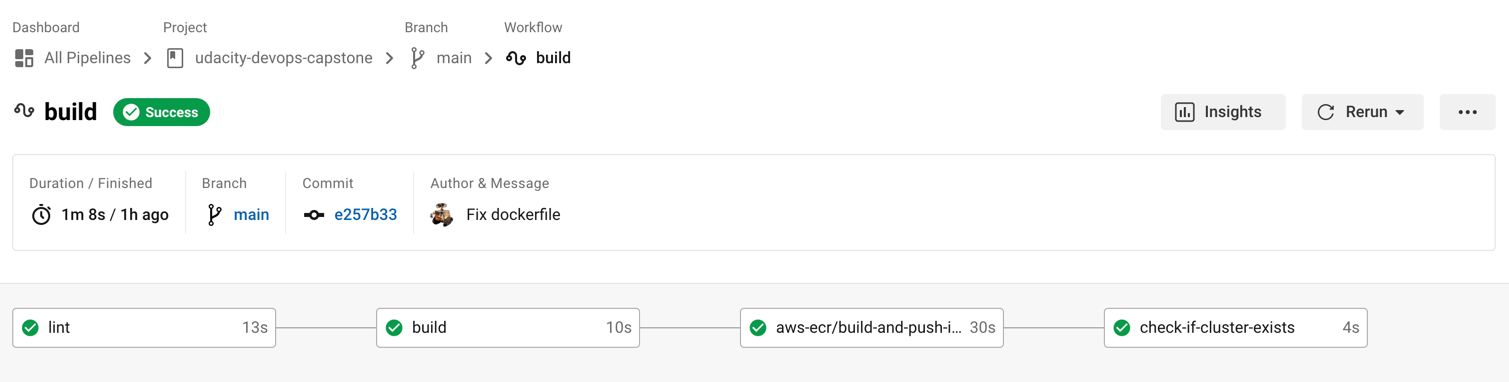 Dashboard Project Branch Workflow
All Pipelines udacity-devops-capstone main build
build Success Insights Rerun
Duration / Finished Branch Commit Author & Message
1m 8s / 1h ago main e257b33 Fix dockerfile
lint 13s build 10s aws-ecr/build-and-push-i... 30s check-if-cluster-exists 4s